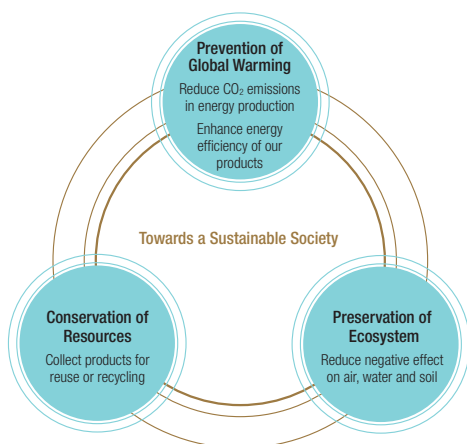 Prevention of
Global Warming
Reduce CO₂ emissions
in energy production
Enhance energy
efficiency of our
products
Towards a Sustainable Society
Conservation of
Resources
Collect products for
reuse or recycling
Preservation of
Ecosystem
Reduce negative effect
on air, water and soil